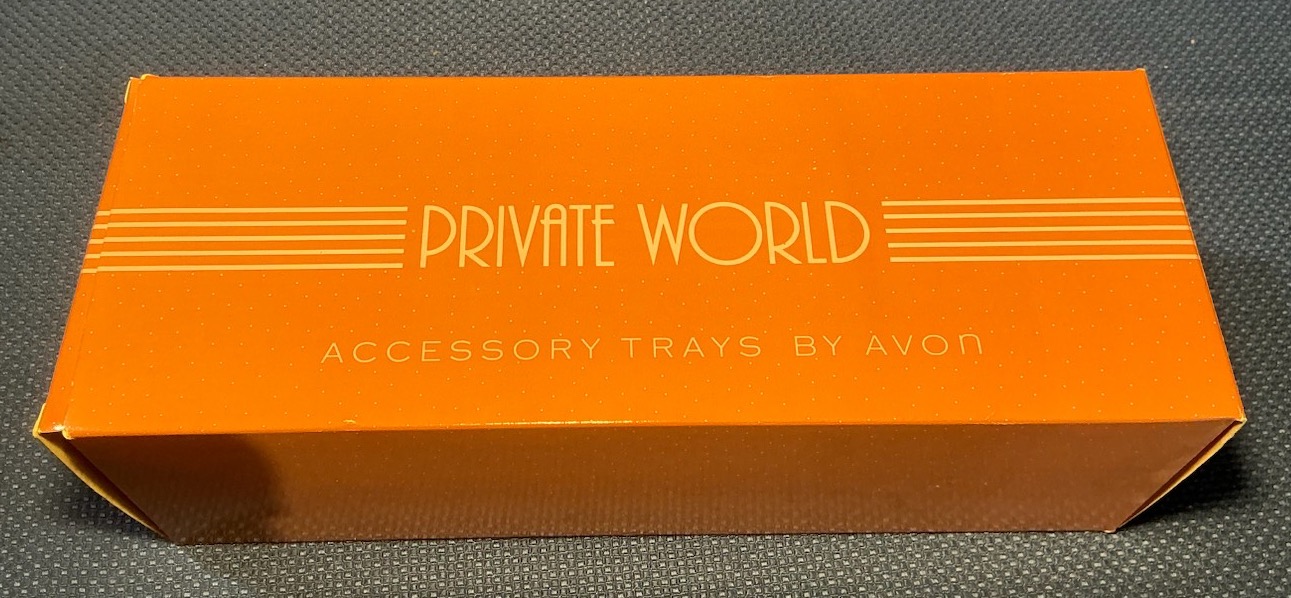 PRIVATE WORLD
ACCESSORY TRAYS BY AVON